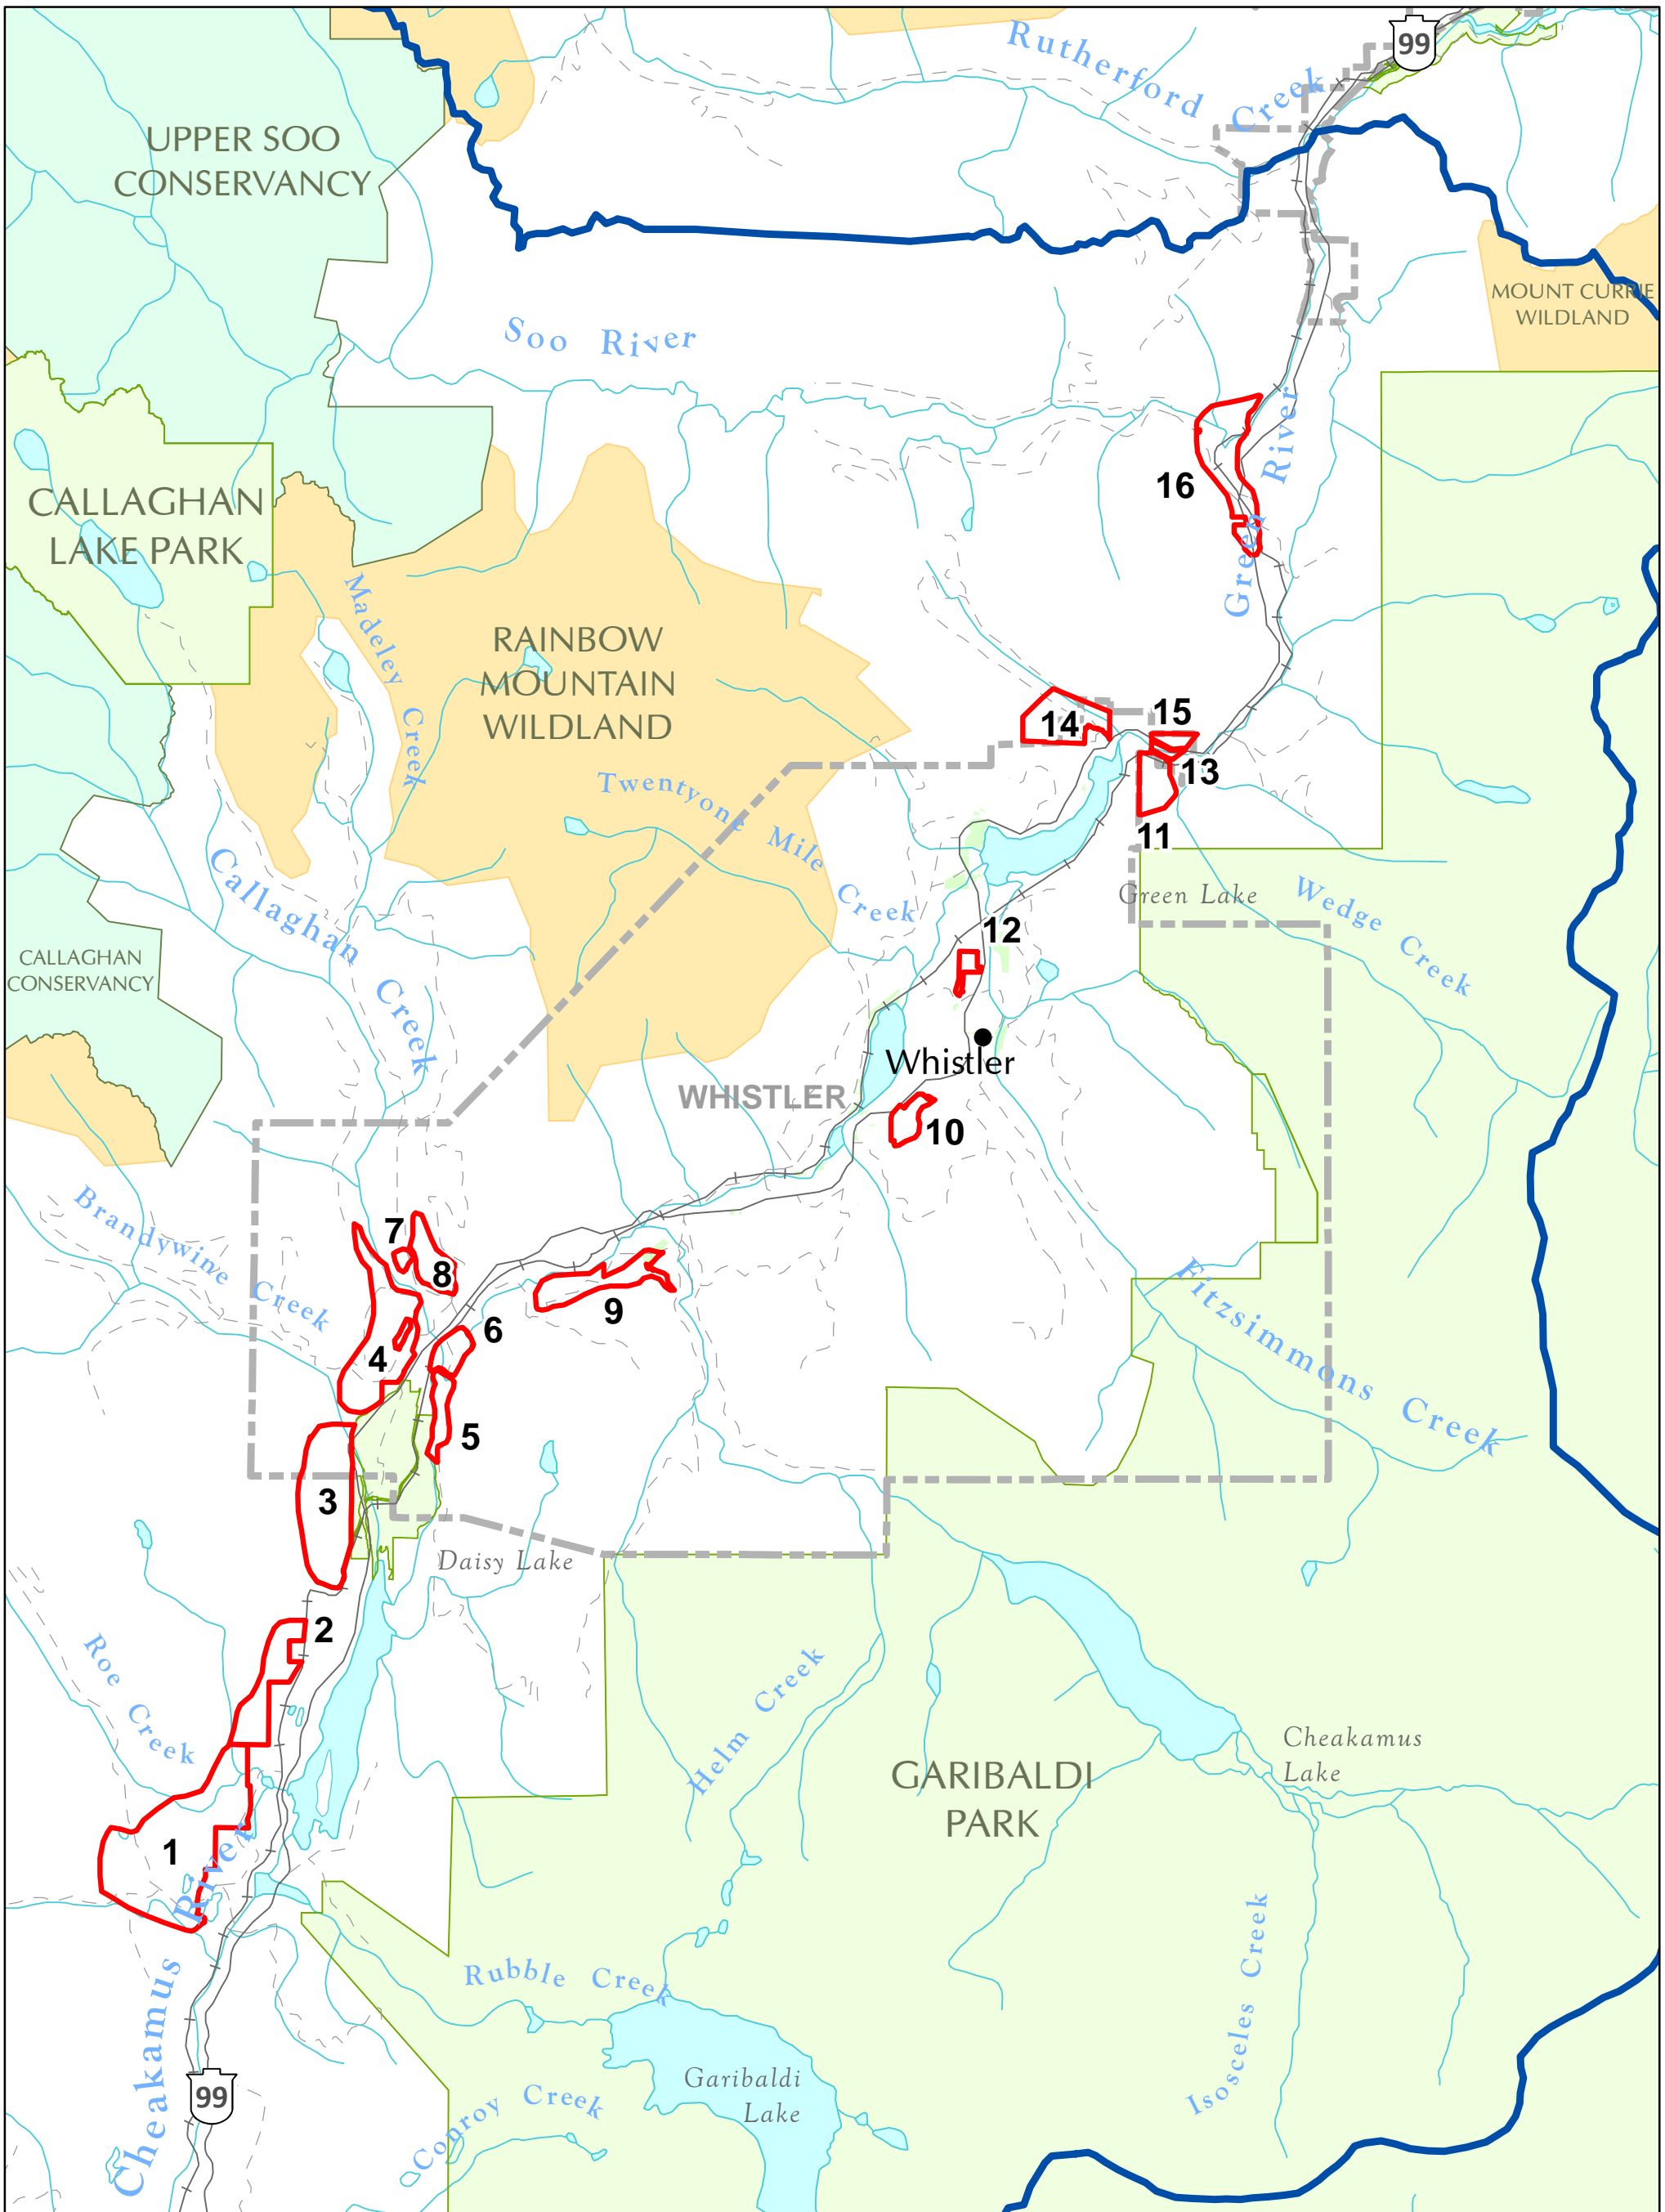 99
Rutherford Creek
UPPER SOO
CONSERVANCY
MOUNT CURRIE
WILDLAND
Soo River
Green River
16
CALLAGHAN
LAKE PARK
Madeley Creek
RAINBOW
MOUNTAIN
WILDLAND
14
15
13
11
Twentyone Mile Creek
Callaghan Creek
Green Lake
Wedge Creek
12
CALLAGHAN
CONSERVANCY
Whistler
WHISTLER
10
Brandywine Creek
7
8
9
6
4
5
Fitzsimmons Creek
3
Daisy Lake
2
Roe Creek
Helm Creek
Cheakamus
Lake
GARIBALDI
PARK
1
Cheakamus River
Rubble Creek
Isosceles Creek
Garibaldi
Lake
99
Conroy Creek